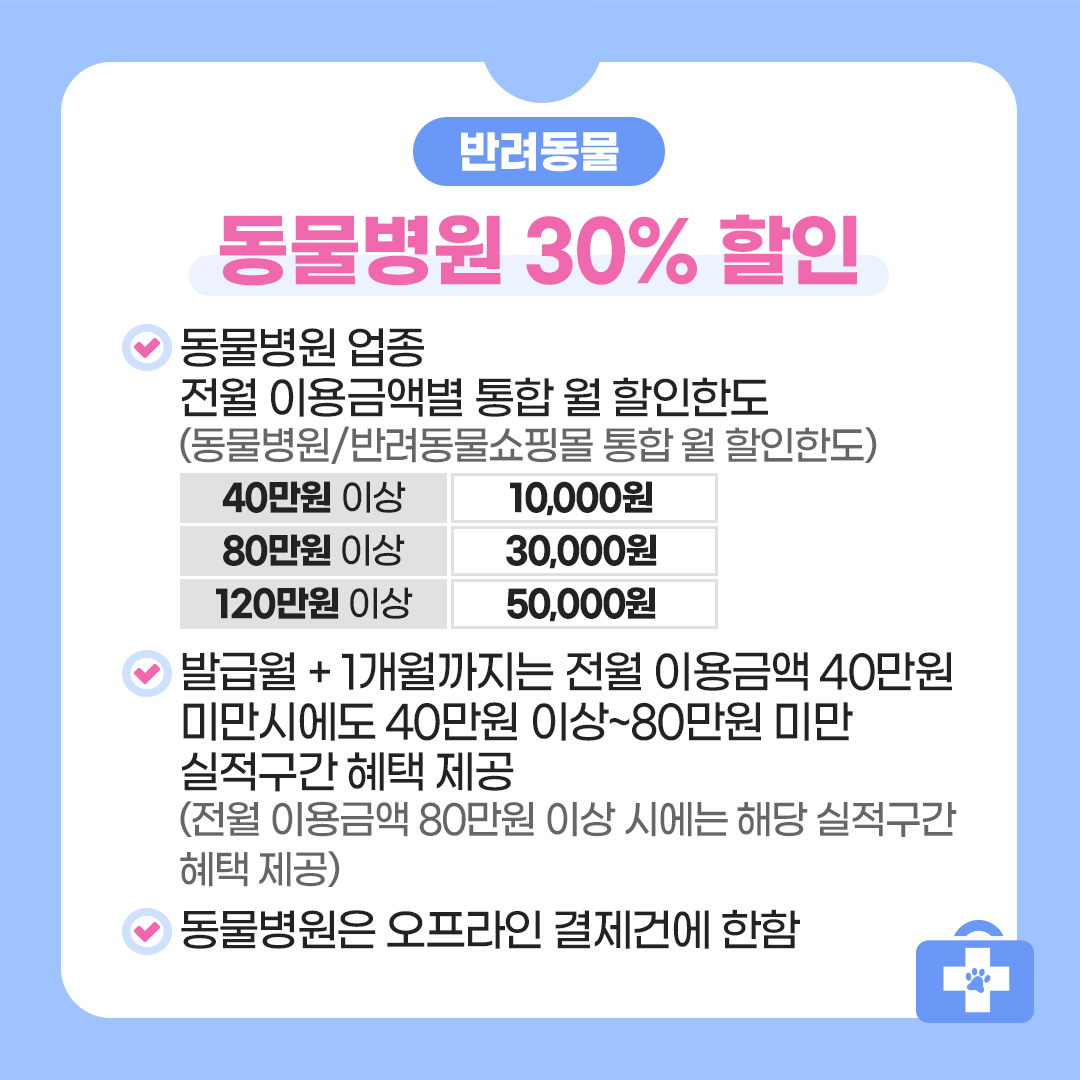 반려동물
동물병원 30% 할인
동물병원 업종
전월 이용금액별 통합 월 할인한도
(동물병원/반려동물쇼핑몰 통합 월 할인한도)
40만원 이상 10,000원
80만원 이상 30,000원
120만원 이상 50,000원
발급월 + 1개월까지는 전월 이용금액 40만원
미만시에도 40만원 이상~80만원 미만
실적구간 혜택 제공
(전월 이용금액 80만원 이상 시에는 해당 실적구간
혜택 제공)
동물병원은 오프라인 결제건에 한함